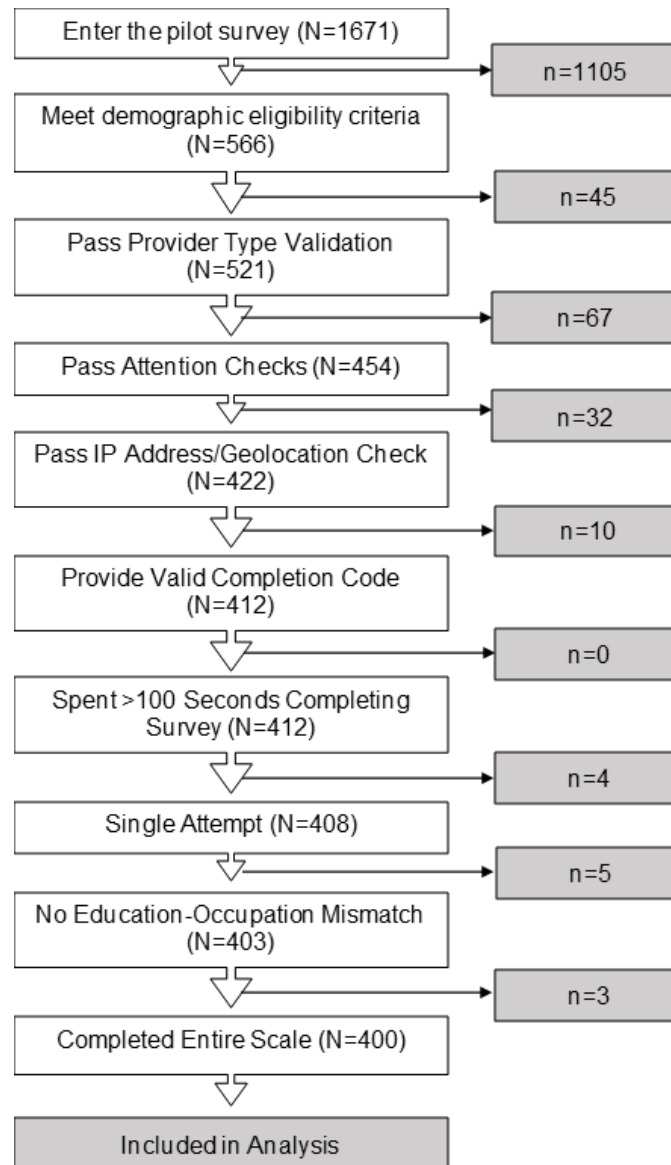 Enter the pilot survey (N=1671)
n=1105
Meet demographic eligibility criteria
(N=566)
n=45
Pass Provider Type Validation
(N=521)
n=67
Pass Attention Checks (N=454)
n=32
Pass IP Address/Geolocation Check
(N=422)
n=10
Provide Valid Completion Code
(N=412)
n=0
Spent >100 Seconds Completing
Survey (N=412)
n=4
Single Attempt (N=408)
n=5
No Education-Occupation Mismatch
(N=403)
n=3
Completed Entire Scale (N=400)
Included in Analysis